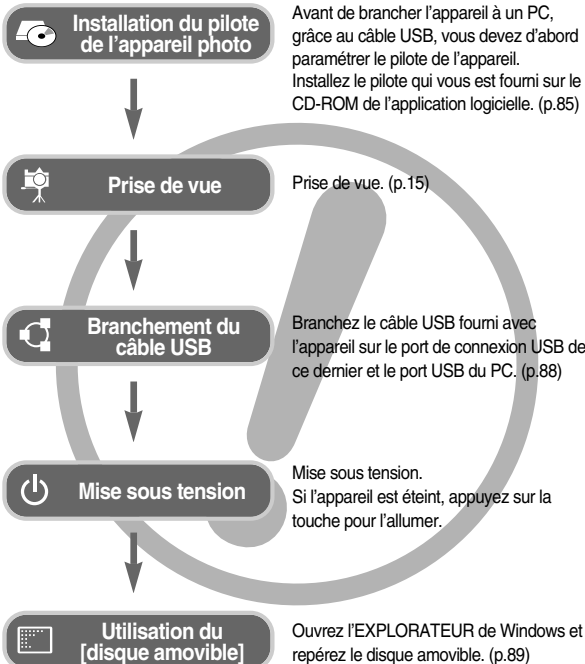 Installation du pilote
de l'appareil photo
Avant de brancher l'appareil à un PC,
grâce au câble USB, vous devez d'abord
paramétrer le pilote de l'appareil.
Installez le pilote qui vous est fourni sur le
CD-ROM de l'application logicielle. (p.85)
Prise de vue
Prise de vue. (p.15)
Branchement du
câble USB
Branchez le câble USB fourni avec
l'appareil sur le port de connexion USB de
ce dernier et le port USB du PC. (p.88)
Mise sous tension
Mise sous tension.
Si l'appareil est éteint, appuyez sur la
touche pour l'allumer.
Utilisation du
[disque amovible]
Ouvrez l'EXPLORATEUR de Windows et
repérez le disque amovible. (p.89)